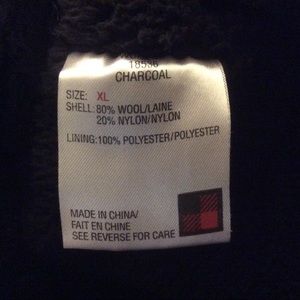 18536
CHARCOAL
SIZE: XL
SHELL: 80% WOOL/LAINE
20% NYLON/NYLON
LINING: 100% POLYESTER/POLYESTER
MADE IN CHINA/
FAIT EN CHINE
SEE REVERSE FOR CARE